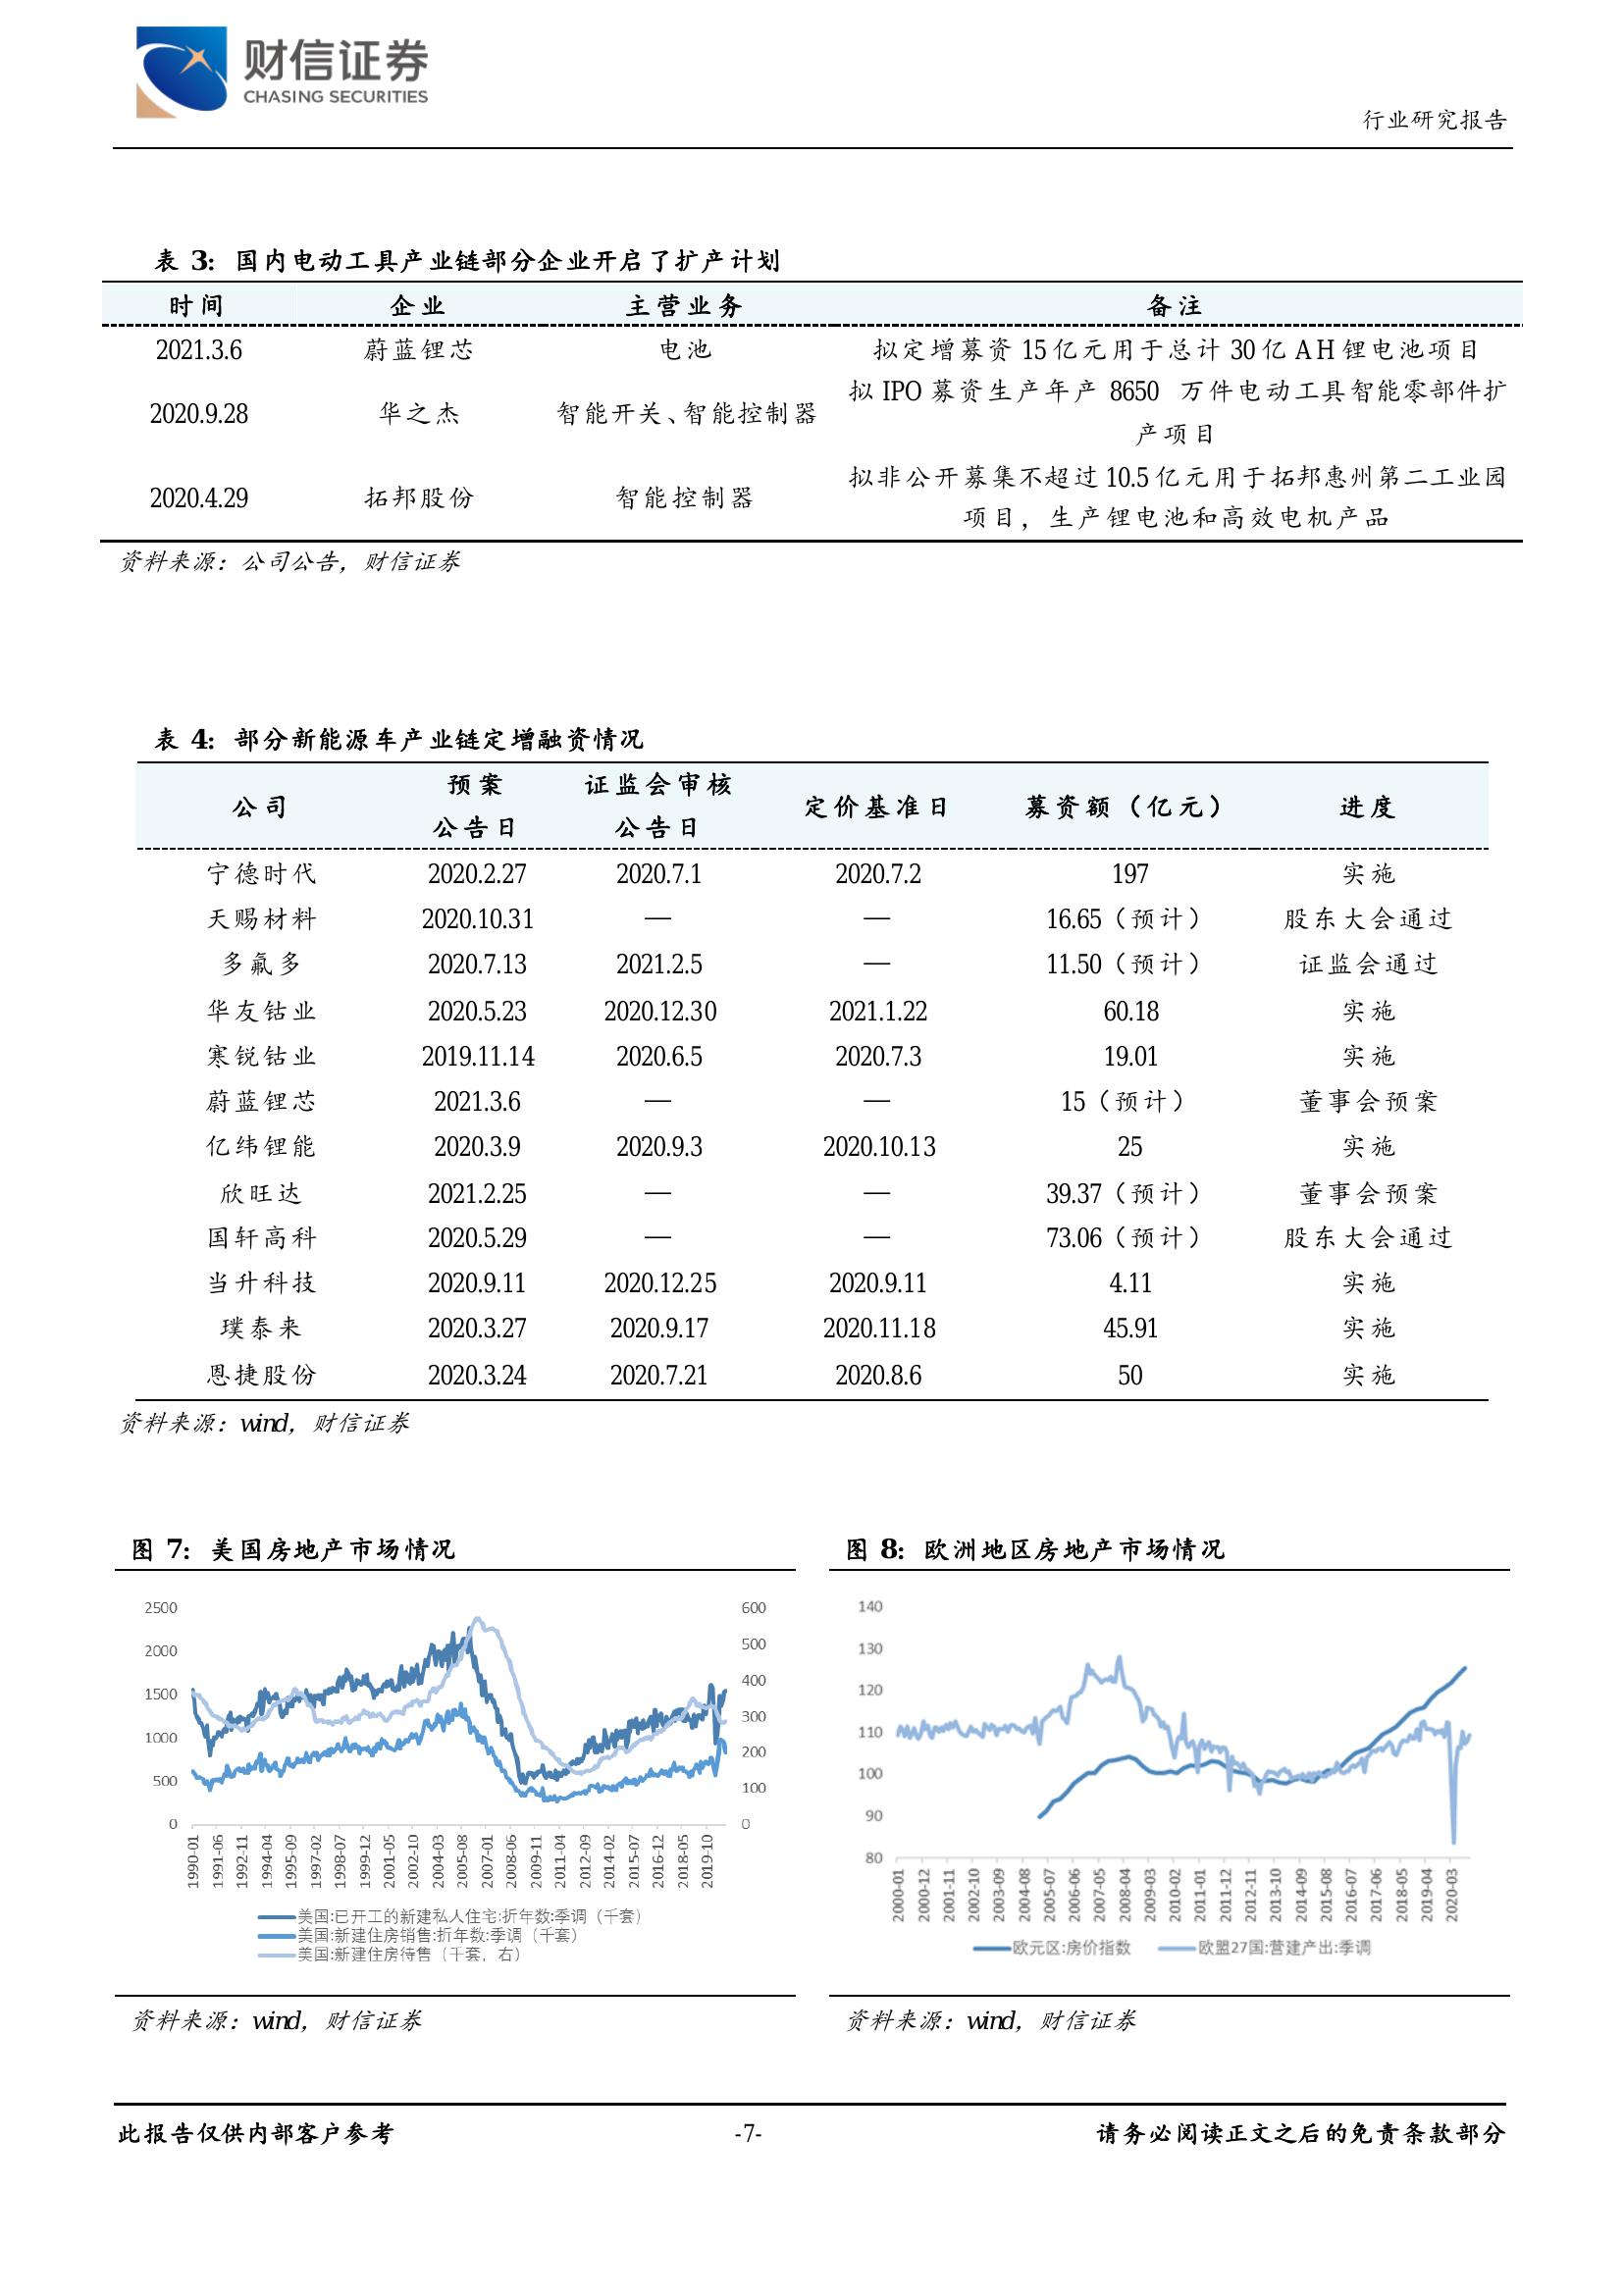 财信证券
CHASING SECURITIES
行业研究报告
表 3：国内电动工具产业链部分企业开启了扩产计划
时间 企业 主营业务 备注
2021.3.6 蔚蓝锂芯 电池 拟定增募资 15 亿元用于总计 30 亿 AH 锂电池项目
2020.9.28 华之杰 智能开关、智能控制器 拟 IPO 募资生产年产 8650 万件电动工具智能零部件扩
产项目
2020.4.29 拓邦股份 智能控制器 拟非公开募集不超过 10.5 亿元用于拓邦惠州第二工业园
项目，生产锂电池和高效电机产品
资料来源：公司公告，财信证券
表 4：部分新能源车产业链定增融资情况
公司 预案 证监会审核 定价基准日 募资额（亿元） 进度
公告日 公告日
宁德时代 2020.2.27 2020.7.1 2020.7.2 197 实施
天赐材料 2020.10.31 — — 16.65（预计） 股东大会通过
多氟多 2020.7.13 2021.2.5 — 11.50（预计） 证监会通过
华友钴业 2020.5.23 2020.12.30 2021.1.22 60.18 实施
寒锐钴业 2019.11.14 2020.6.5 2020.7.3 19.01 实施
蔚蓝锂芯 2021.3.6 — — 15（预计） 董事会预案
亿纬锂能 2020.3.9 2020.9.3 2020.10.13 25 实施
欣旺达 2021.2.25 — — 39.37（预计） 董事会预案
国轩高科 2020.5.29 — — 73.06（预计） 股东大会通过
当升科技 2020.9.11 2020.12.25 2020.9.11 4.11 实施
璞泰来 2020.3.27 2020.9.17 2020.11.18 45.91 实施
恩捷股份 2020.3.24 2020.7.21 2020.8.6 50 实施
资料来源：wind，财信证券
图 7：美国房地产市场情况
2500
2000
1500
1000
500
0
600
500
400
300
200
100
0
1990-01 1991-06 1992-11 1994-04 1995-09 1997-02 1998-07 1999-12 2001-05 2002-10 2004-03 2005-08 2007-01 2008-06 2009-11 2011-04 2012-09 2014-02 2015-07 2016-12 2018-05 2019-10
美国:已开工的新建私人住宅:折年数:季调（千套）
美国:新建住房销售:折年数:季调（千套）
美国:新建住房待售（千套，右）
资料来源：wind，财信证券
图 8：欧洲地区房地产市场情况
140
130
120
110
100
90
80
2000-01 2000-12 2001-11 2002-10 2003-09 2004-08 2005-07 2006-06 2007-05 2008-04 2009-03 2010-02 2011-01 2011-12 2012-11 2013-10 2014-09 2015-08 2016-07 2017-06 2018-05 2019-04 2020-03
欧元区:房价指数 欧盟27国:营建产出:季调
资料来源：wind，财信证券
此报告仅供内部客户参考 -7- 请务必阅读正文之后的免责条款部分